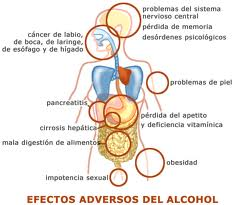 problemas del sistema
nervioso central
pérdida de memoria
desórdenes psicológicos
cáncer de labio,
de boca, de laringe,
de esófago y de hígado
problemas de piel
pancreatitis
pérdida del apetito
y deficiencia vitamínica
cirrosis hepática
mala digestión de alimentos
obesidad
impotencia sexual
EFECTOS ADVERSOS DEL ALCOHOL